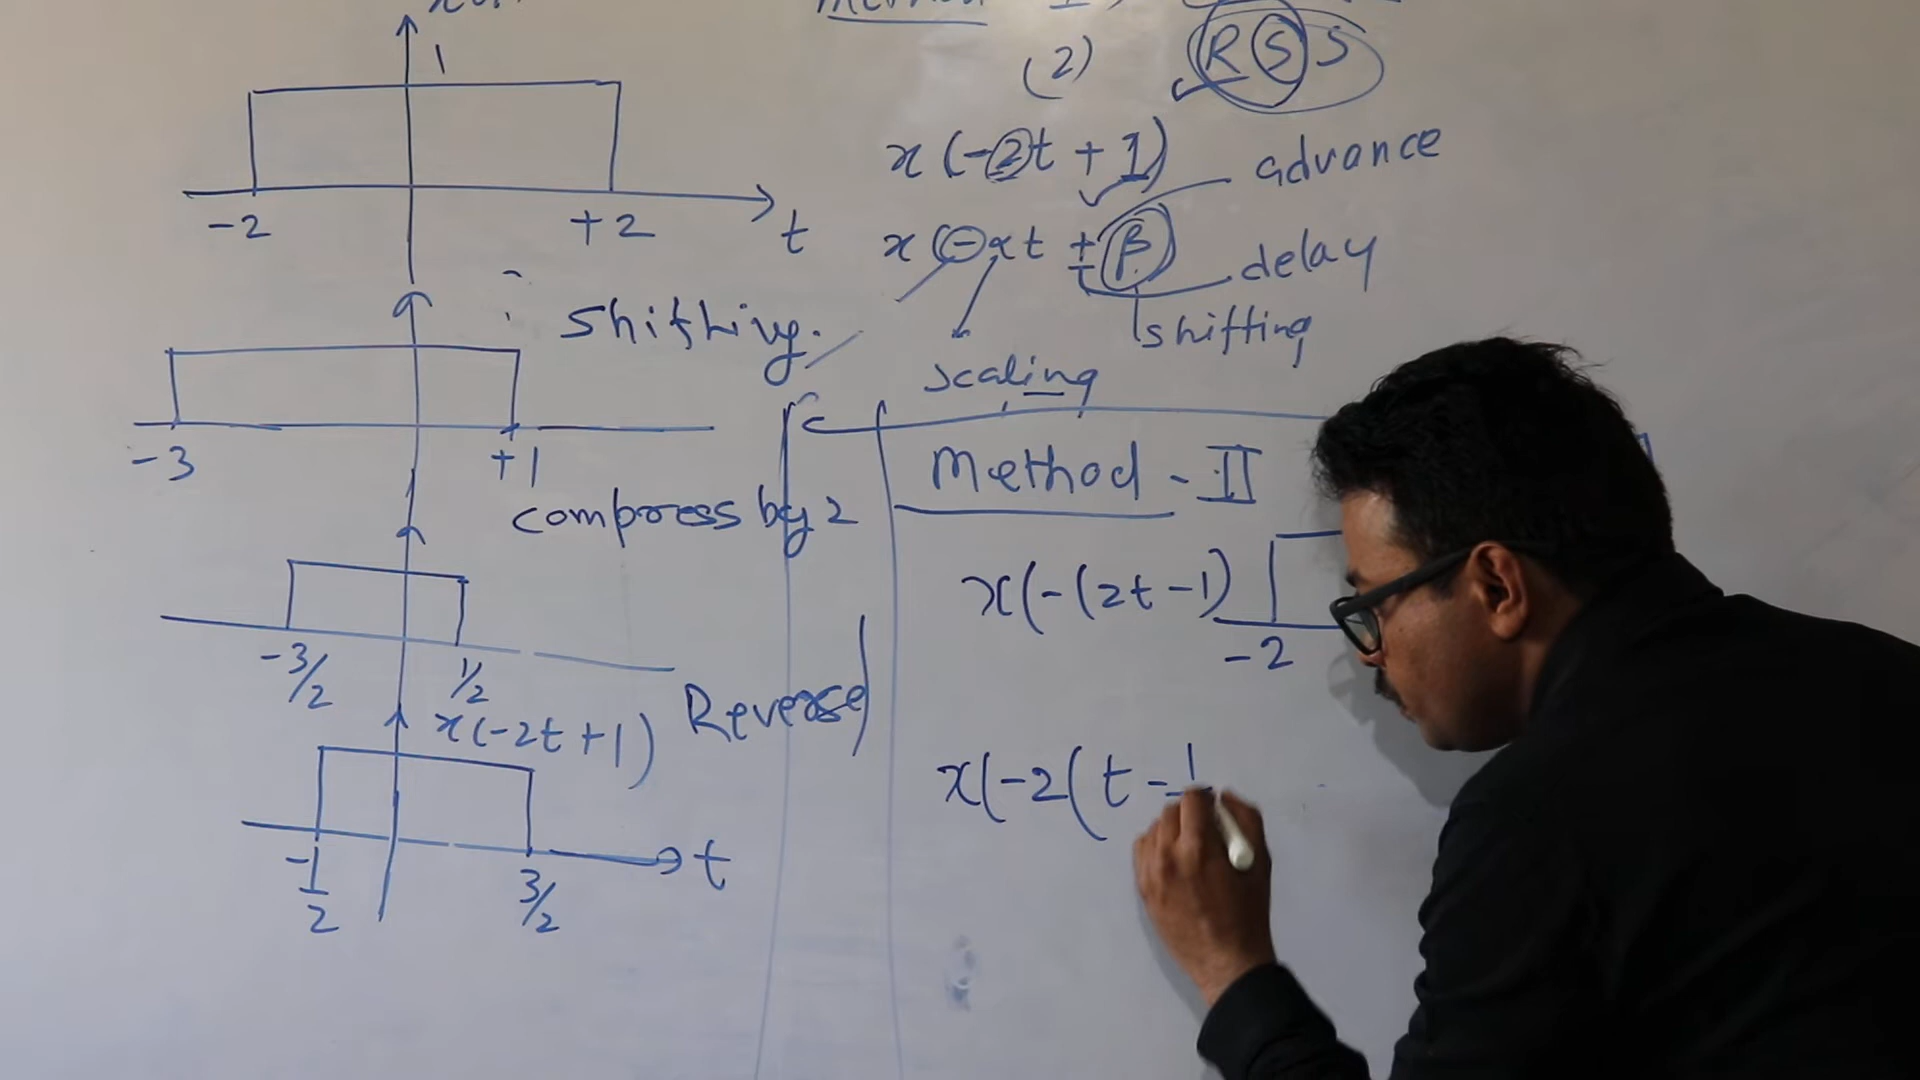 1
-2 +2 t
shifting.
-3 +1
compress by 2
-3/2 1/2
x(-2t+1) Reverse
-1/2 3/2 t
(2) RSS
x(-2t + 1) advance
x(-αt ± β) delay
shifting
scaling
Method - II
x(-(2t-1)
-2
x(-2(t-1